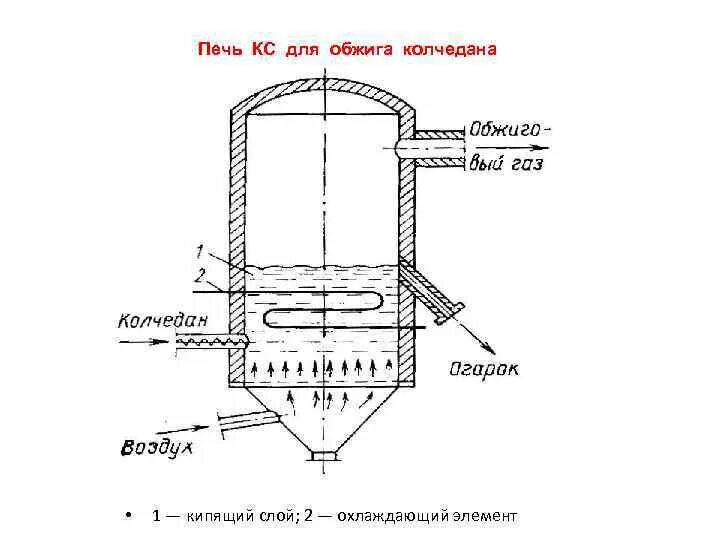 Печь КС для обжига колчедана
Обжиго-
вый газ
1
2
Колчедан
Огарок
Воздух
• 1 — кипящий слой; 2 — охлаждающий элемент